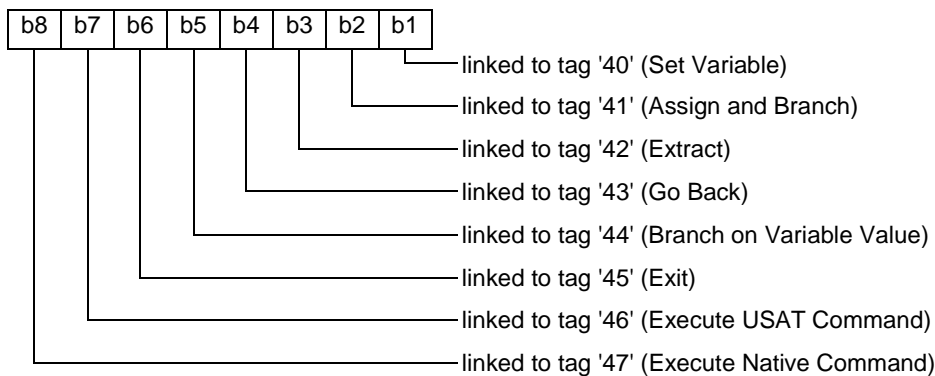 b8 b7 b6 b5 b4 b3 b2 b1
linked to tag '40' (Set Variable)
linked to tag '41' (Assign and Branch)
linked to tag '42' (Extract)
linked to tag '43' (Go Back)
linked to tag '44' (Branch on Variable Value)
linked to tag '45' (Exit)
linked to tag '46' (Execute USAT Command)
linked to tag '47' (Execute Native Command)